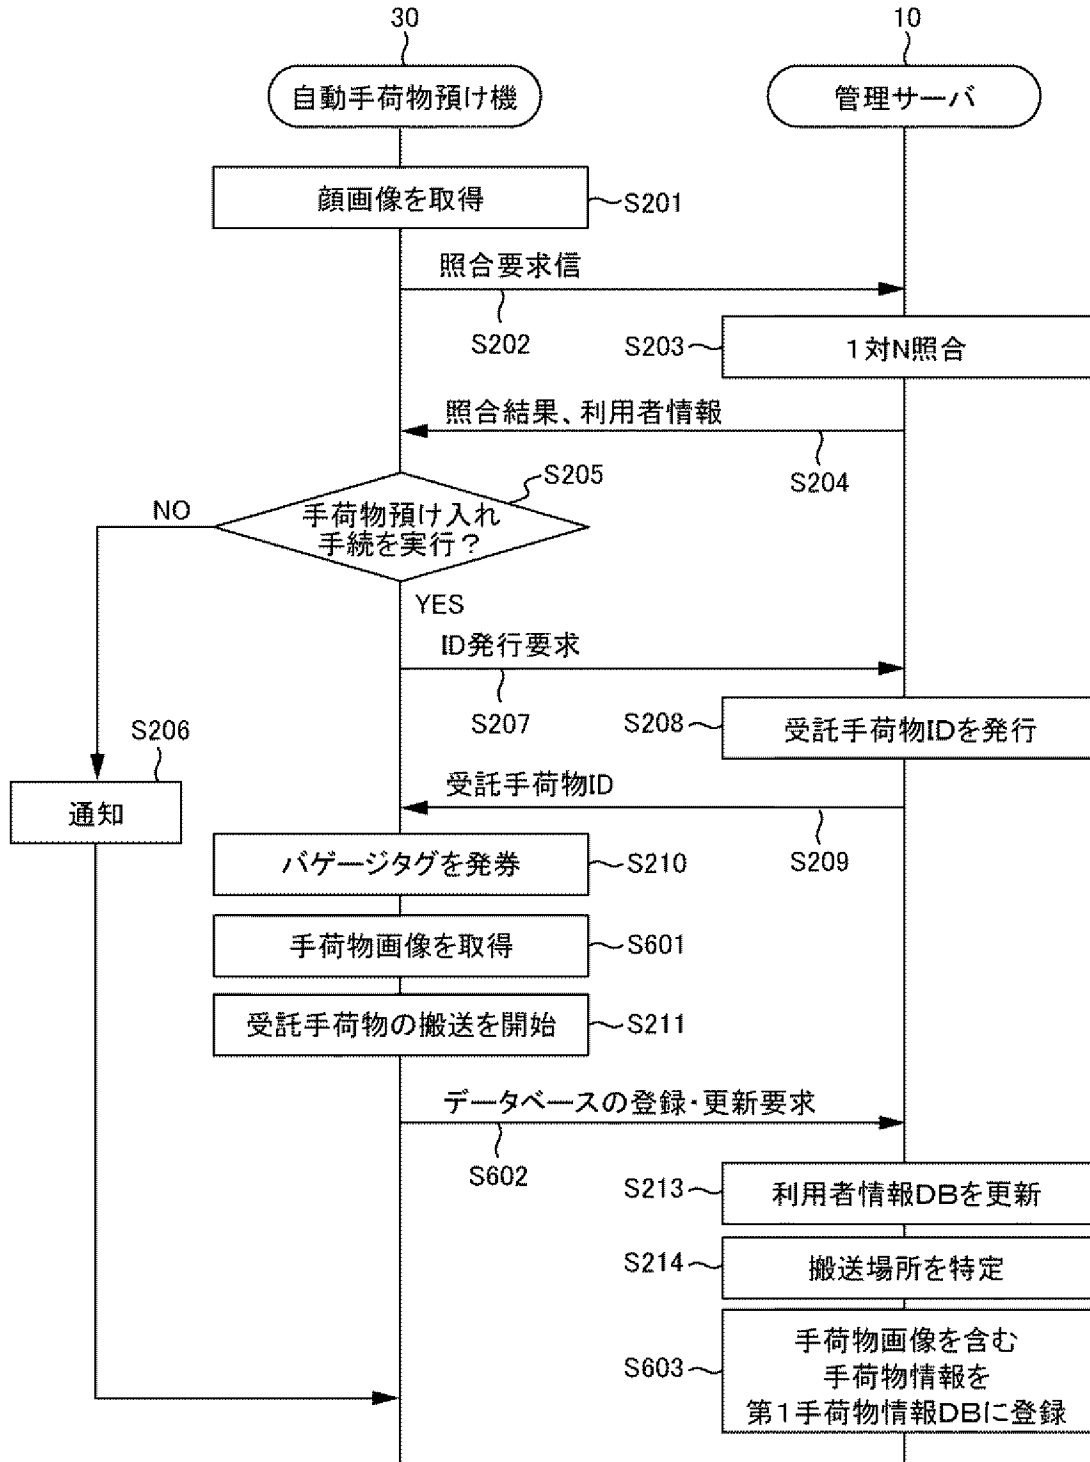 30
10
自動手荷物預け機
管理サーバ
顔画像を取得
S201
照合要求信
S202
S203
1対N照合
照合結果、利用者情報
S204
S205
NO
手荷物預け入れ
手続を実行？
YES
ID発行要求
S207
S208
受託手荷物IDを発行
S206
通知
受託手荷物ID
S209
バゲージタグを発券
S210
手荷物画像を取得
S601
受託手荷物の搬送を開始
S211
データベースの登録・更新要求
S602
S213
利用者情報DBを更新
S214
搬送場所を特定
S603
手荷物画像を含む
手荷物情報を
第1手荷物情報DBに登録